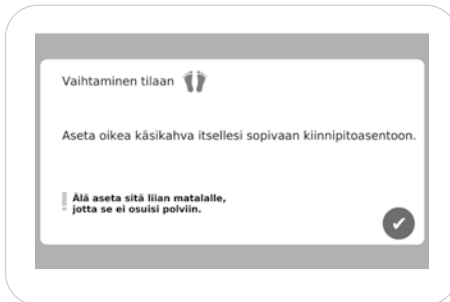 Vaihtaminen tilaan
Aseta oikea käsikahva itsellesi sopivaan kiinnipitoasentoon.
Älä aseta sitä liian matalalle,
jotta se ei osuisi polviin.